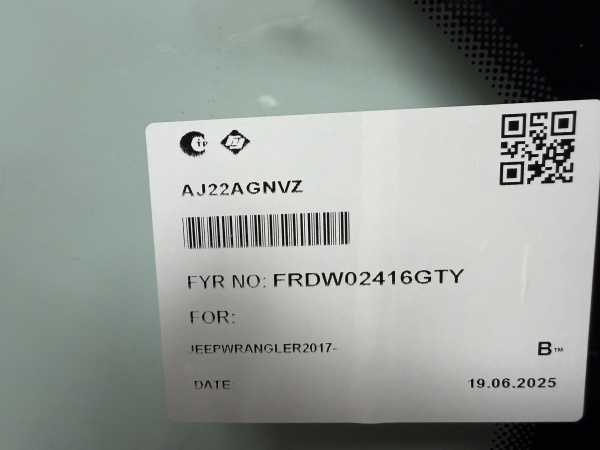 AJ22AGNVZ
FYR NO: FRDW02416GTY
FOR:
JEEPWRANGLER2017-
B™
DATE 19.06.2025